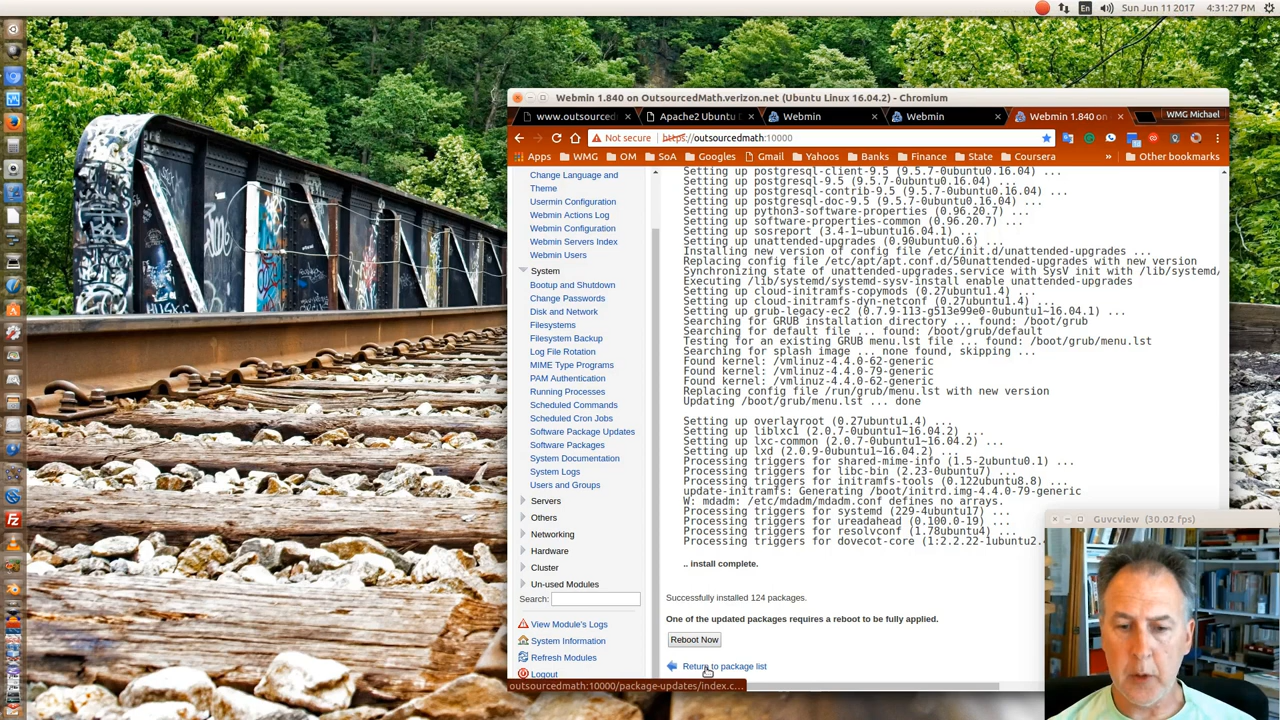 En
Sun Jun 11 2017
4:31:27 PM
Webmin 1.840 on OutsourcedMath.verizon.net (Ubuntu Linux 16.04.2) - Chromium
www.outsourced
Apache2 Ubuntu
Webmin
Webmin
Webmin 1.840 on
WMG Michael
Not secure
https://outsourcedmath:10000
Apps
WMG
OM
SoA
Googles
Gmail
Yahoos
Banks
Finance
State
Coursera
»
Other bookmarks
Change Language and
Theme
Usermin Configuration
Webmin Actions Log
Webmin Configuration
Webmin Servers Index
Webmin Users
System
Bootup and Shutdown
Change Passwords
Disk and Network
Filesystems
Filesystem Backup
Log File Rotation
MIME Type Programs
PAM Authentication
Running Processes
Scheduled Commands
Scheduled Cron Jobs
Software Package Updates
Software Packages
System Documentation
System Logs
Users and Groups
Servers
Others
Networking
Hardware
Cluster
Un-used Modules
Search:
View Module's Logs
System Information
Refresh Modules
Logout
outsourcedmath:10000/package-updates/index.c...
Setting up postgresql-client-9.5 (9.5.7-0ubuntu0.16.04) ...
Setting up postgresql-9.5 (9.5.7-0ubuntu0.16.04) ...
Setting up postgresql-contrib-9.5 (9.5.7-0ubuntu0.16.04) ...
Setting up postgresql-doc-9.5 (9.5.7-0ubuntu0.16.04) ...
Setting up python3-software-properties (0.96.20.7) ...
Setting up software-properties-common (0.96.20.7) ...
Setting up sosreport (3.4-1~ubuntu16.04.1) ...
Setting up unattended-upgrades (0.90ubuntu0.6) ...
Installing new version of config file /etc/init.d/unattended-upgrades ...
Replacing config file /etc/apt/apt.conf.d/50unattended-upgrades with new version
Synchronizing state of unattended-upgrades.service with SysV init with /lib/systemd/
Executing /lib/systemd/systemd-sysv-install enable unattended-upgrades
Setting up cloud-initramfs-copymods (0.27ubuntu1.4) ...
Setting up cloud-initramfs-dyn-netconf (0.27ubuntu1.4) ...
Setting up grub-legacy-ec2 (0.7.9-113-g513e99e0-0ubuntu1~16.04.1) ...
Searching for GRUB installation directory ... found: /boot/grub
Searching for default file ... found: /boot/grub/default
Testing for an existing GRUB menu.lst file ... found: /boot/grub/menu.lst
Searching for splash image ... none found, skipping ...
Found kernel: /vmlinuz-4.4.0-62-generic
Found kernel: /vmlinuz-4.4.0-79-generic
Found kernel: /vmlinuz-4.4.0-62-generic
Replacing config file /run/grub/menu.lst with new version
Updating /boot/grub/menu.lst ... done
Setting up overlayroot (0.27ubuntu1.4) ...
Setting up liblxc1 (2.0.7-0ubuntu1~16.04.2) ...
Setting up lxc-common (2.0.7-0ubuntu1~16.04.2) ...
Setting up lxd (2.0.9-0ubuntu1~16.04.2) ...
Processing triggers for shared-mime-info (1.5-2ubuntu0.1) ...
Processing triggers for libc-bin (2.23-0ubuntu7) ...
Processing triggers for initramfs-tools (0.122ubuntu8.8) ...
update-initramfs: Generating /boot/initrd.img-4.4.0-79-generic
W: mdadm: /etc/mdadm/mdadm.conf defines no arrays.
Processing triggers for systemd (229-4ubuntu17) ...
Processing triggers for ureadahead (0.100.0-19) ...
Processing triggers for resolvconf (1.78ubuntu4) ...
Processing triggers for dovecot-core (1:2.2.22-1ubuntu2.
.. install complete.
Successfully installed 124 packages.
One of the updated packages requires a reboot to be fully applied.
Reboot Now
Return to package list
Guvcview (30.02 fps)